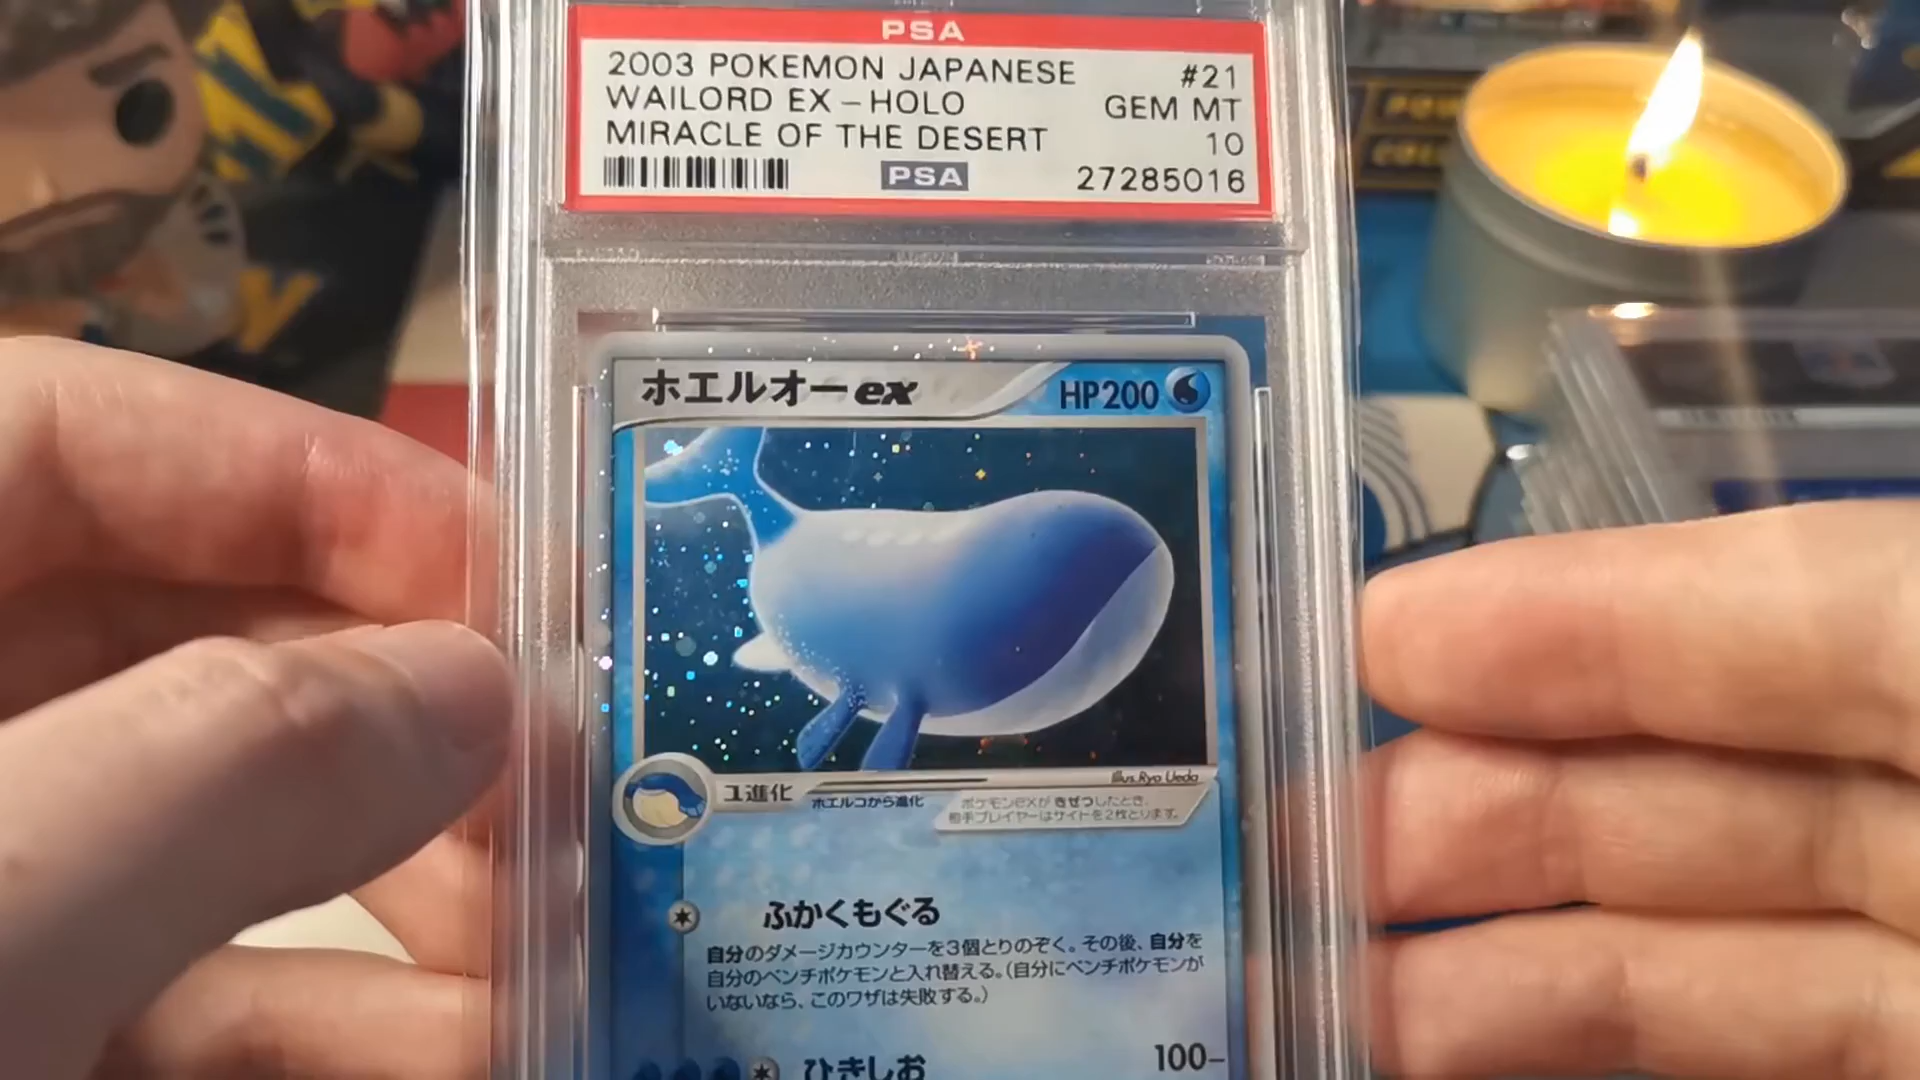 PSA
2003 POKEMON JAPANESE #21
WAILORD EX - HOLO GEM MT
MIRACLE OF THE DESERT 10
PSA 27285016
ホエルオーex HP200
Illus. Ryo Ueda
1進化 ホエルコから進化
ポケモンexが きぜつしたとき、
相手プレイヤーはサイドを2枚とります。
ふかくもぐる
自分のダメージカウンターを3個とりのぞく。その後、自分を
自分のベンチポケモンと入れ替える。(自分にベンチポケモンが
いないなら、このワザは失敗する。)
ひきしお 100−